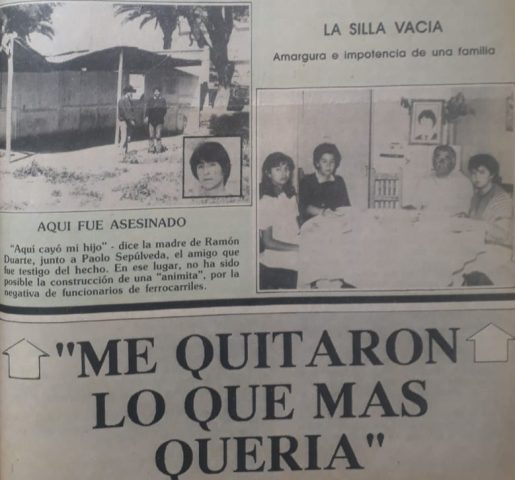 LA SILLA VACIA
Amargura e impotencia de una familia
AQUI FUE ASESINADO
"Aquí cayó mi hijo" - dice la madre de Ramón
Duarte, junto a Paolo Sepúlveda, el amigo que
fue testigo del hecho. En ese lugar, no ha sido
posible la construcción de una "animita", por la
negativa de funcionarios de ferrocarriles.
"ME QUITARON
LO QUE MAS
QUERIA"